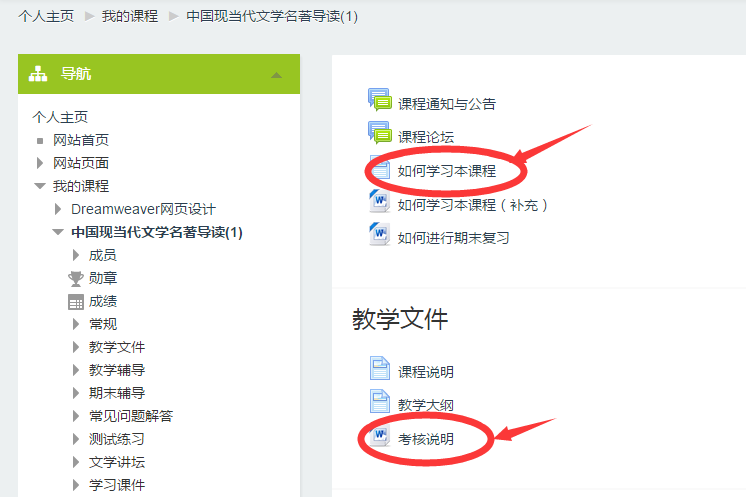 个人主页 ▶ 我的课程 ▶ 中国现当代文学名著导读(1)
导航
个人主页
网站首页
网站页面
我的课程
Dreamweaver网页设计
中国现当代文学名著导读(1)
成员
勋章
成绩
常规
教学文件
教学辅导
期末辅导
常见问题解答
测试练习
文学讲坛
学习课件
课程通知与公告
课程论坛
如何学习本课程
如何学习本课程（补充）
如何进行期末复习
教学文件
课程说明
教学大纲
考核说明